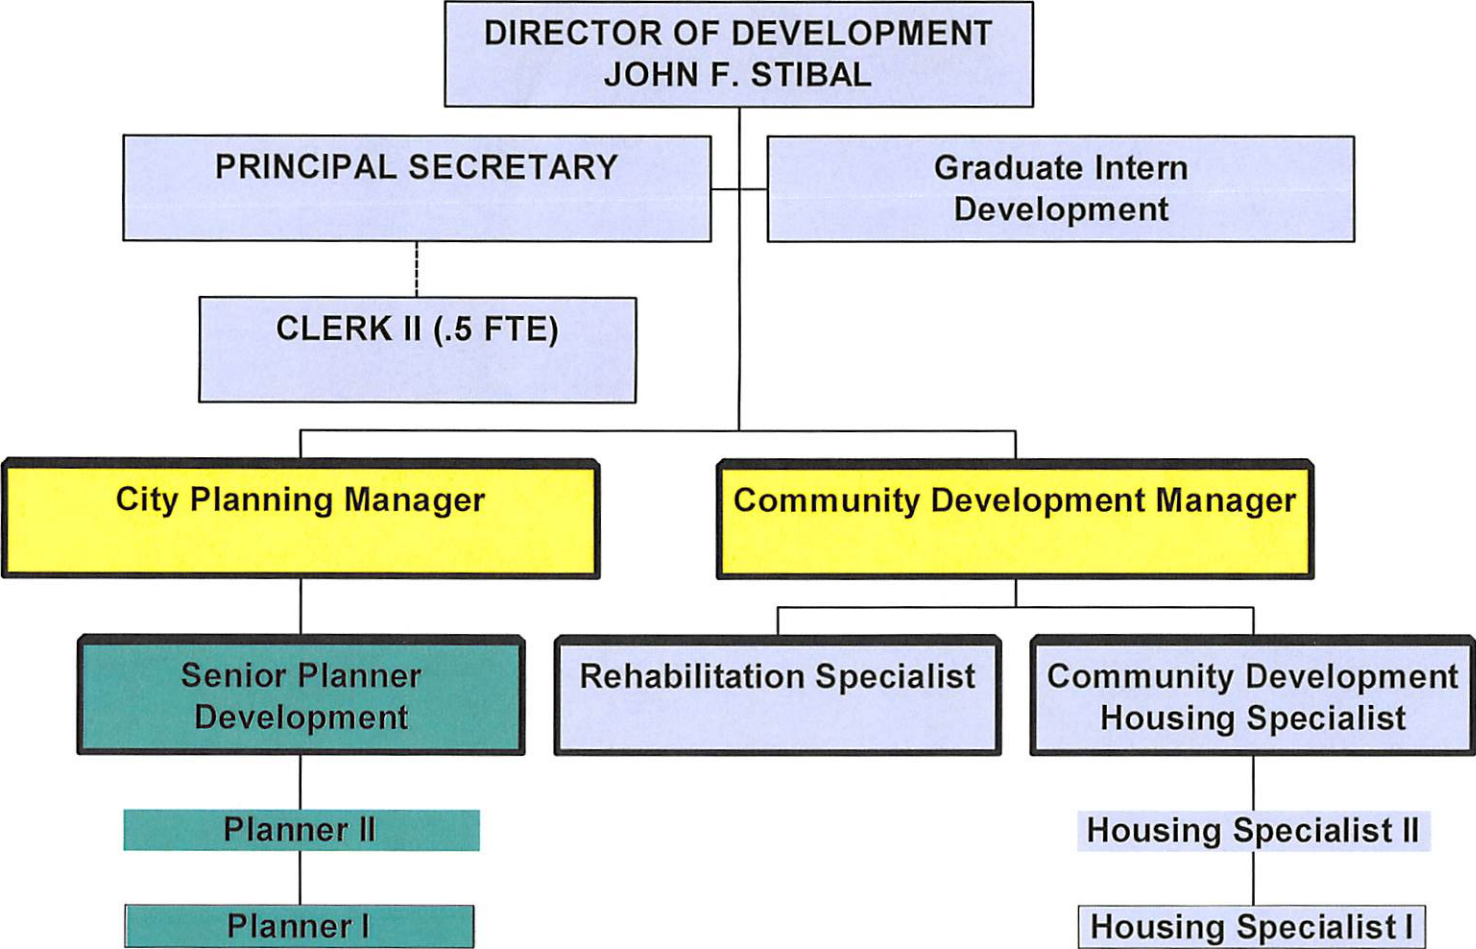 DIRECTOR OF DEVELOPMENT
JOHN F. STIBAL
PRINCIPAL SECRETARY
Graduate Intern
Development
CLERK II (.5 FTE)
City Planning Manager
Community Development Manager
Senior Planner
Development
Rehabilitation Specialist
Community Development
Housing Specialist
Planner II
Housing Specialist II
Planner I
Housing Specialist I